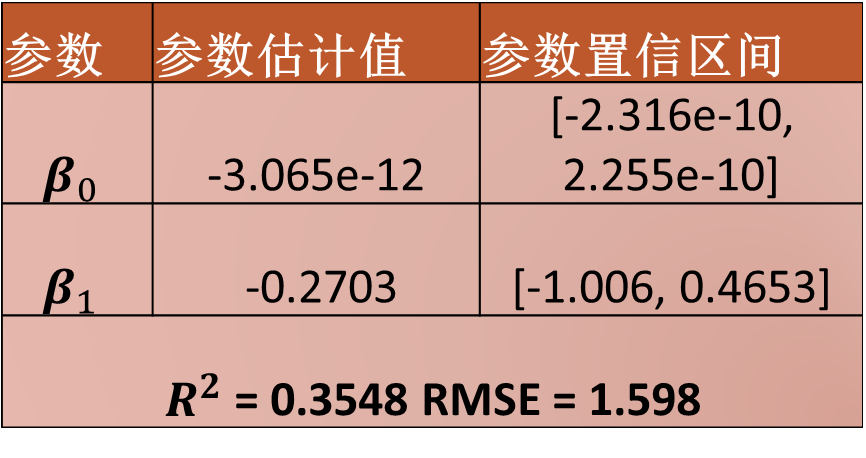 参数 参数估计值 参数置信区间
β₀ -3.065e-12 [-2.316e-10,
2.255e-10]
β₁ -0.2703 [-1.006, 0.4653]
R² = 0.3548 RMSE = 1.598